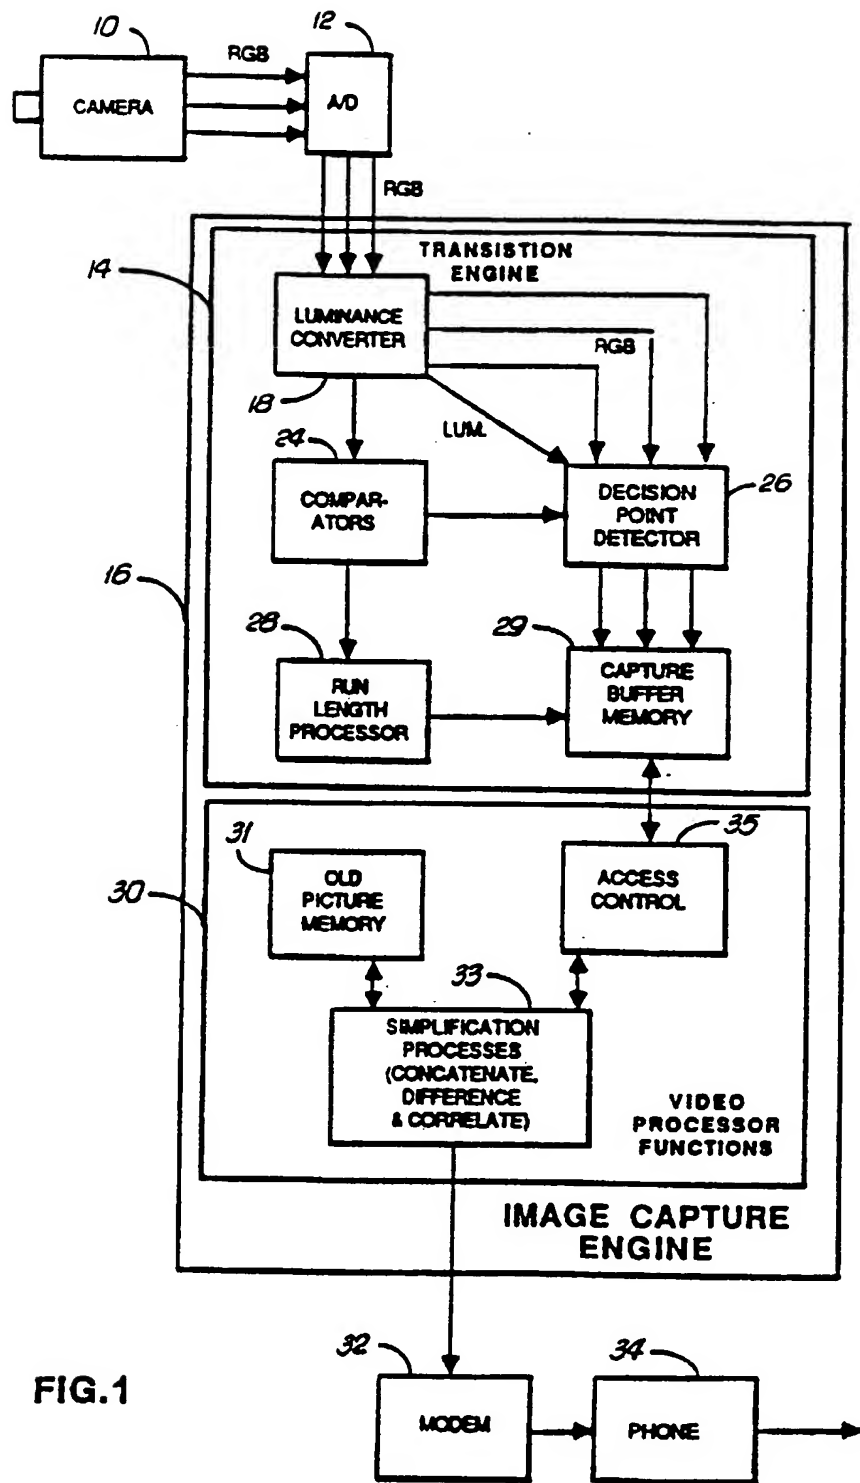 10
12
RGB
CAMERA
A/D
RGB
TRANSISTION
ENGINE
14
LUMINANCE
CONVERTER
RGB
18
LUM.
24
COMPAR-
ATORS
DECISION
POINT
DETECTOR
26
16
28
29
RUN
LENGTH
PROCESSOR
CAPTURE
BUFFER
MEMORY
31
35
30
OLD
PICTURE
MEMORY
ACCESS
CONTROL
33
SIMPLIFICATION
PROCESSES
(CONCATENATE,
DIFFERENCE
& CORRELATE)
VIDEO
PROCESSOR
FUNCTIONS
IMAGE CAPTURE
ENGINE
32
34
FIG.1
MODEM
PHONE